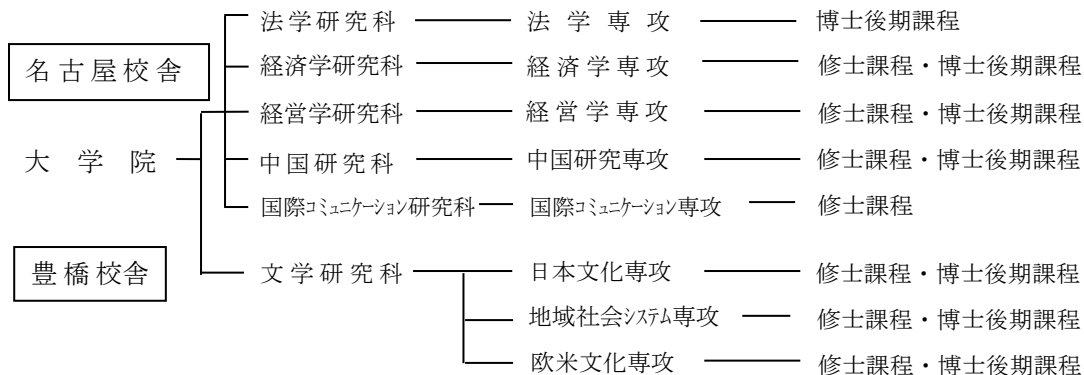 法学研究科 法学専攻 博士後期課程
名古屋校舎
経済学研究科 経済学専攻 修士課程・博士後期課程
経営学研究科 経営学専攻 修士課程・博士後期課程
大学院 中国研究科 中国研究専攻 修士課程・博士後期課程
国際コミュニケーション研究科 国際コミュニケーション専攻 修士課程
豊橋校舎 文学研究科 日本文化専攻 修士課程・博士後期課程
地域社会システム専攻 修士課程・博士後期課程
欧米文化専攻 修士課程・博士後期課程